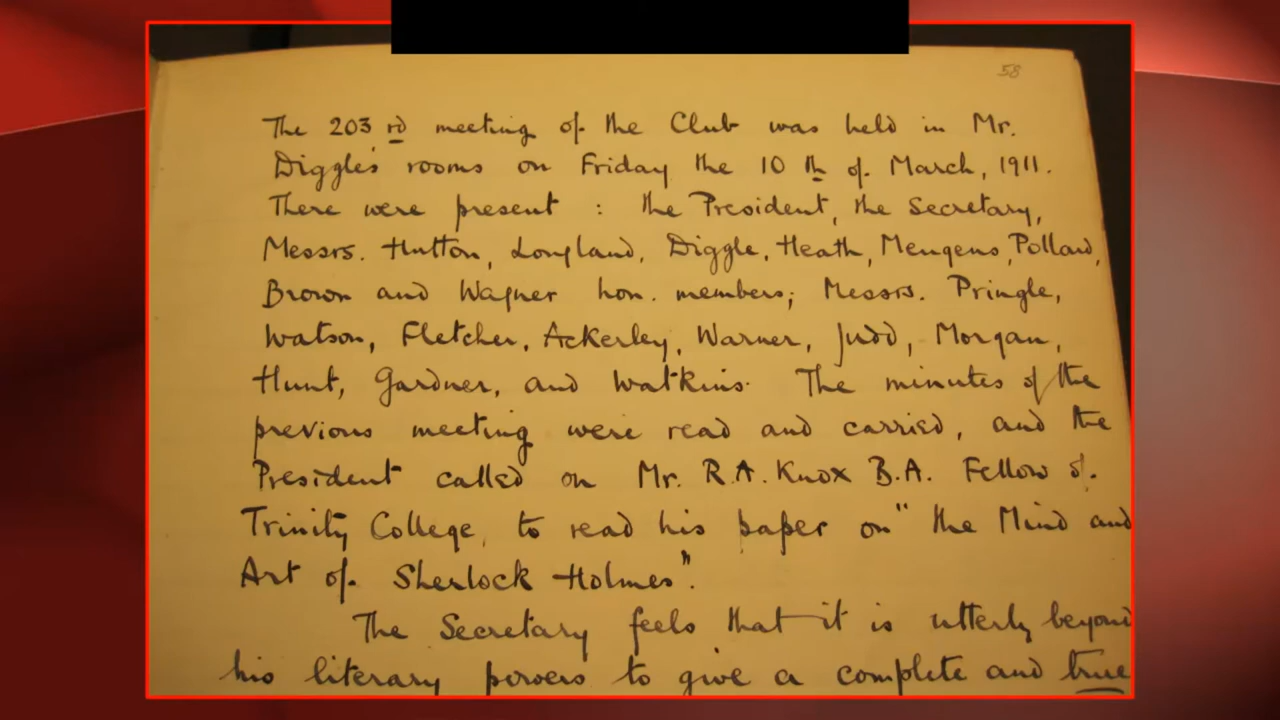 58
The 203rd meeting of the Club was held in Mr.
Diggle's rooms on Friday the 10th of March, 1911.
There were present : the President, the Secretary,
Messrs. Hutton, Longland, Diggle, Heath, Mengens, Pollard,
Brown and Wagner hon. members; Messrs. Pringle,
Watson, Fletcher, Ackerley, Warner, Judd, Morgan,
Hunt, Gardner, and Watkins. The minutes of the
previous meeting were read and carried, and the
President called on Mr. R.A. Knox B.A. Fellow of
Trinity College, to read his paper on "the Mind and
Art of Sherlock Holmes".
The Secretary feels that it is utterly beyond
his literary powers to give a complete and true